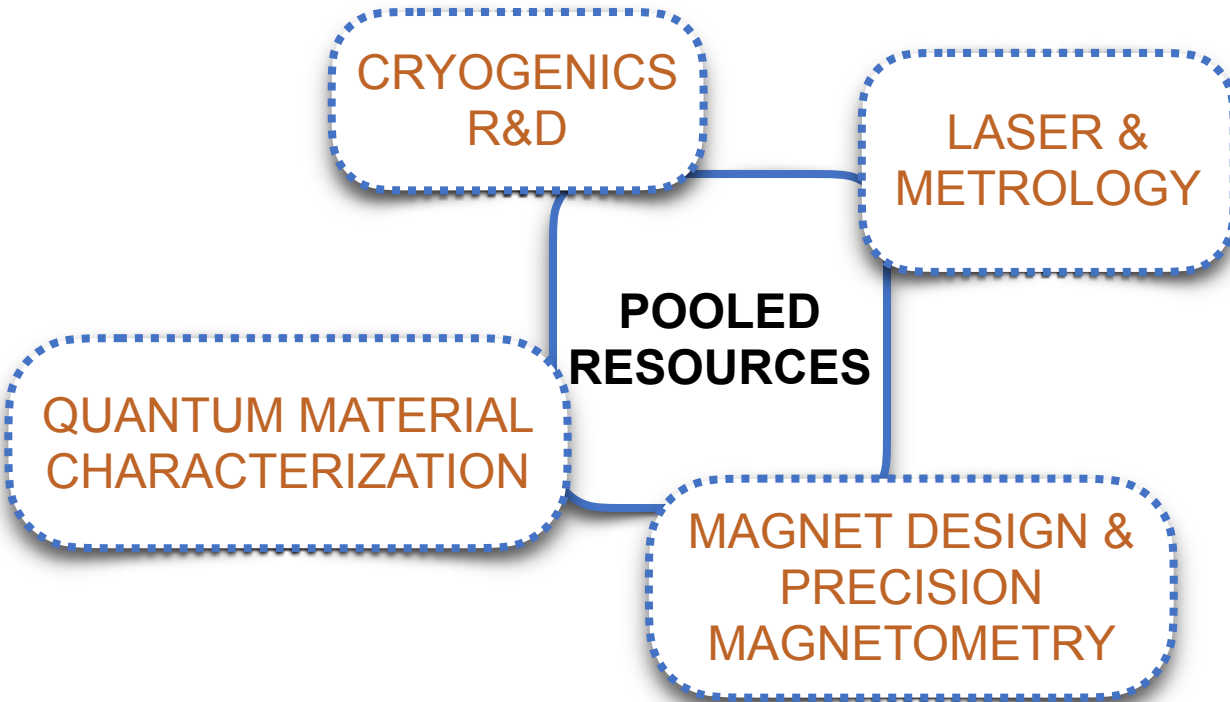 CRYOGENICS
R&D
LASER &
METROLOGY
POOLED
RESOURCES
QUANTUM MATERIAL
CHARACTERIZATION
MAGNET DESIGN &
PRECISION
MAGNETOMETRY